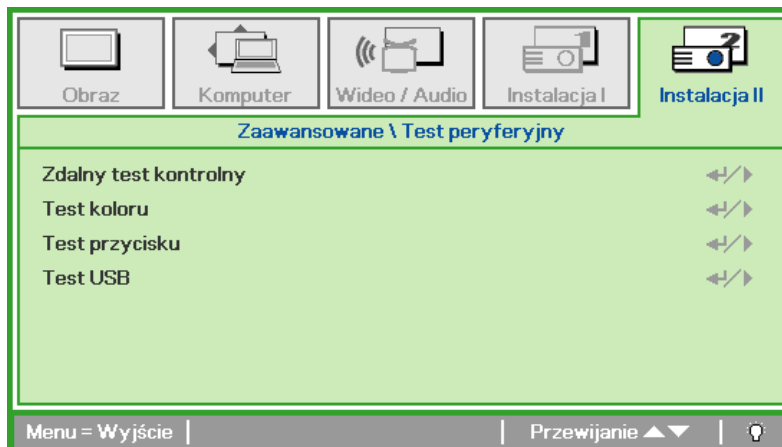 Obraz
Komputer
Wideo / Audio
Instalacja I
Instalacja II
Zaawansowane \ Test peryferyjny
Zdalny test kontrolny
Test koloru
Test przycisku
Test USB
Menu = Wyjście
Przewijanie ▲▼